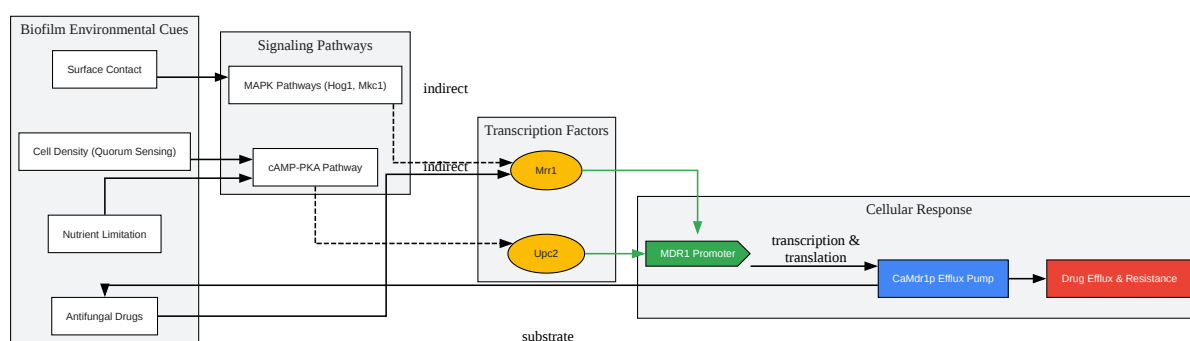 Biofilm Environmental Cues
Surface Contact
Cell Density (Quorum Sensing)
Nutrient Limitation
Antifungal Drugs
Signaling Pathways
MAPK Pathways (Hog1, Mkc1)
cAMP-PKA Pathway
indirect
indirect
Transcription Factors
Mrr1
Upc2
Cellular Response
MDR1 Promoter
transcription &
translation
CaMdr1p Efflux Pump
Drug Efflux & Resistance
substrate